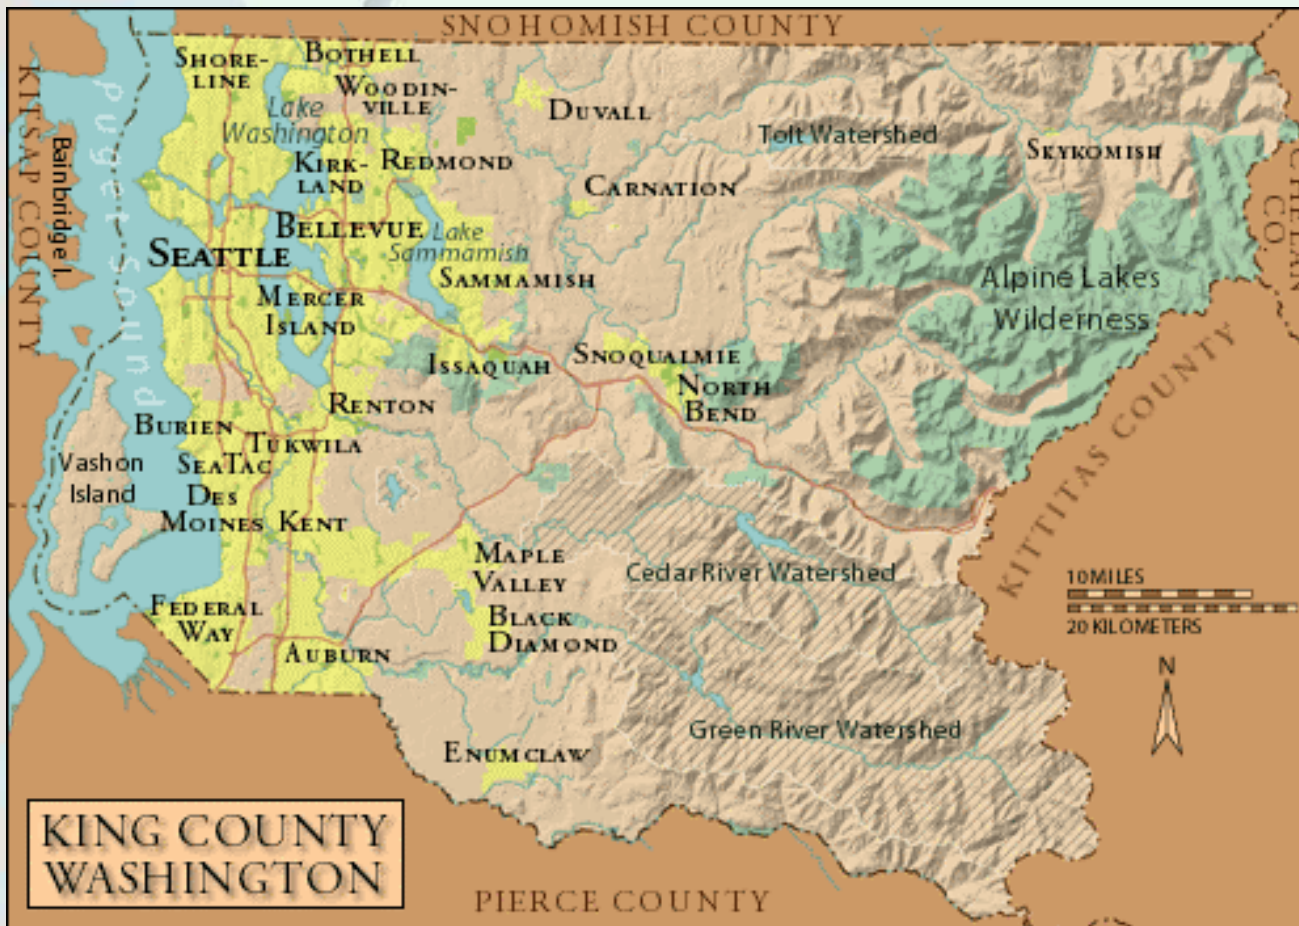 SNOHOMISH COUNTY
SHORE-
LINE
BOTHELL
WOODIN-
VILLE
Lake
Washington
DUVALL
Tolt Watershed
SKYKOMISH
KITSAP COUNTY
Bainbridge I.
Puget Sound
KIRK-
LAND
REDMOND
CARNATION
CHELAN
CO.
BELLEVUE
Lake
Sammamish
SEATTLE
SAMMAMISH
MERCER
ISLAND
Alpine Lakes
Wilderness
ISSAQUAH
SNOQUALMIE
NORTH
BEND
RENTON
BURIEN
TUKWILA
Vashon
Island
SEATAC
DES
MOINES
KENT
KITTITAS COUNTY
MAPLE
VALLEY
Cedar River Watershed
10 MILES
20 KILOMETERS
FEDERAL
WAY
BLACK
DIAMOND
AUBURN
N
Green River Watershed
ENUMCLAW
KING COUNTY
WASHINGTON
PIERCE COUNTY